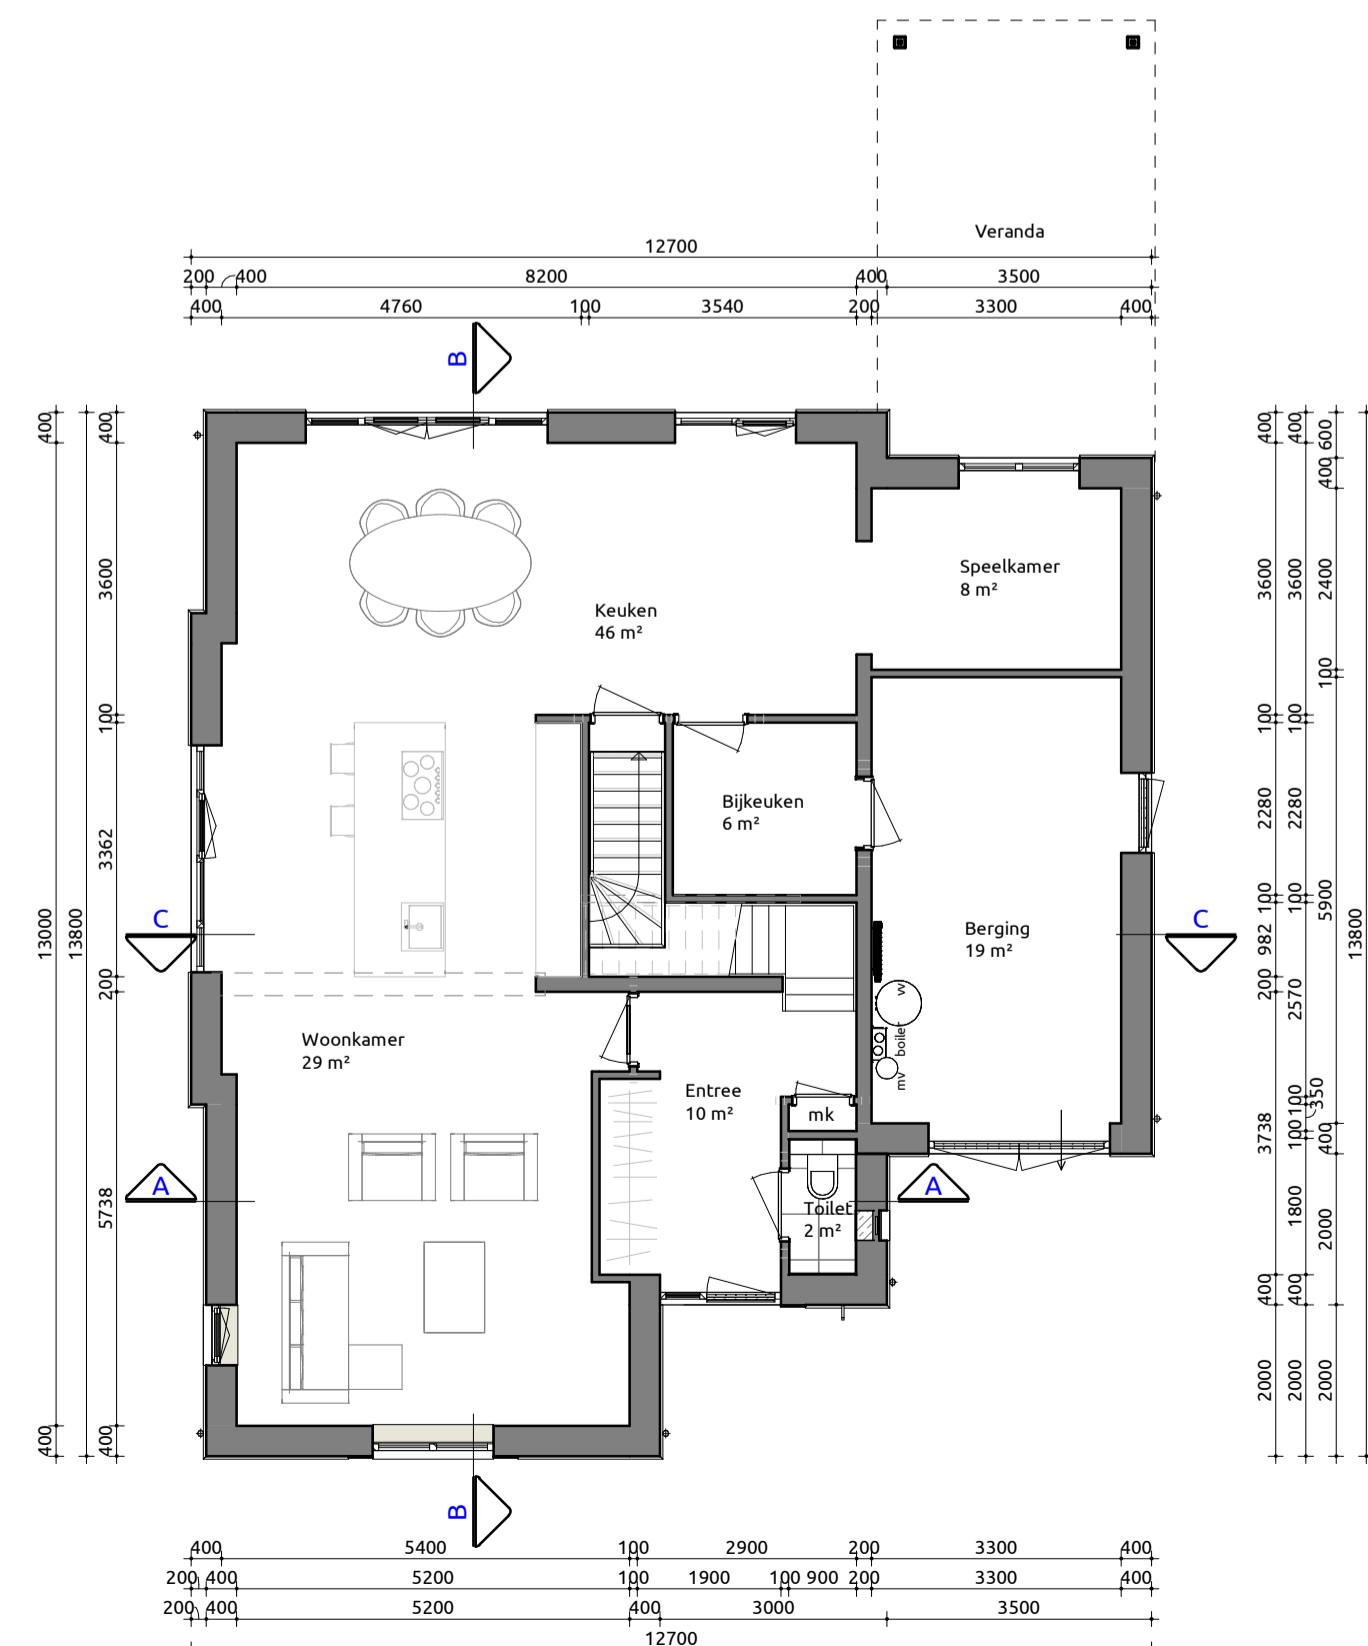 Veranda
12700
200 400 8200 400 3500
400 4760 100 3540 200 3300 400
B
400 13000 400
13800
400 3600 100 3362 200 5738 400
Speelkamer
8 m²
Keuken
46 m²
Bijkeuken
6 m²
C
Berging
19 m²
C
vv
boiler
mv
Woonkamer
29 m²
Entree
10 m²
mk
A
A
Toilet
2 m²
400 3600 100 2280 100 982 200 3738 400 2000
400 3600 100 2280 100 2570 100 350 100 1800 400 2000
600 400 2400 100 5900 400 2000 2000
13800
B
400 5400 100 2900 200 3300 400
200 400 5200 100 1900 100 900 200 3300 400
200 400 5200 400 3000 3500
12700